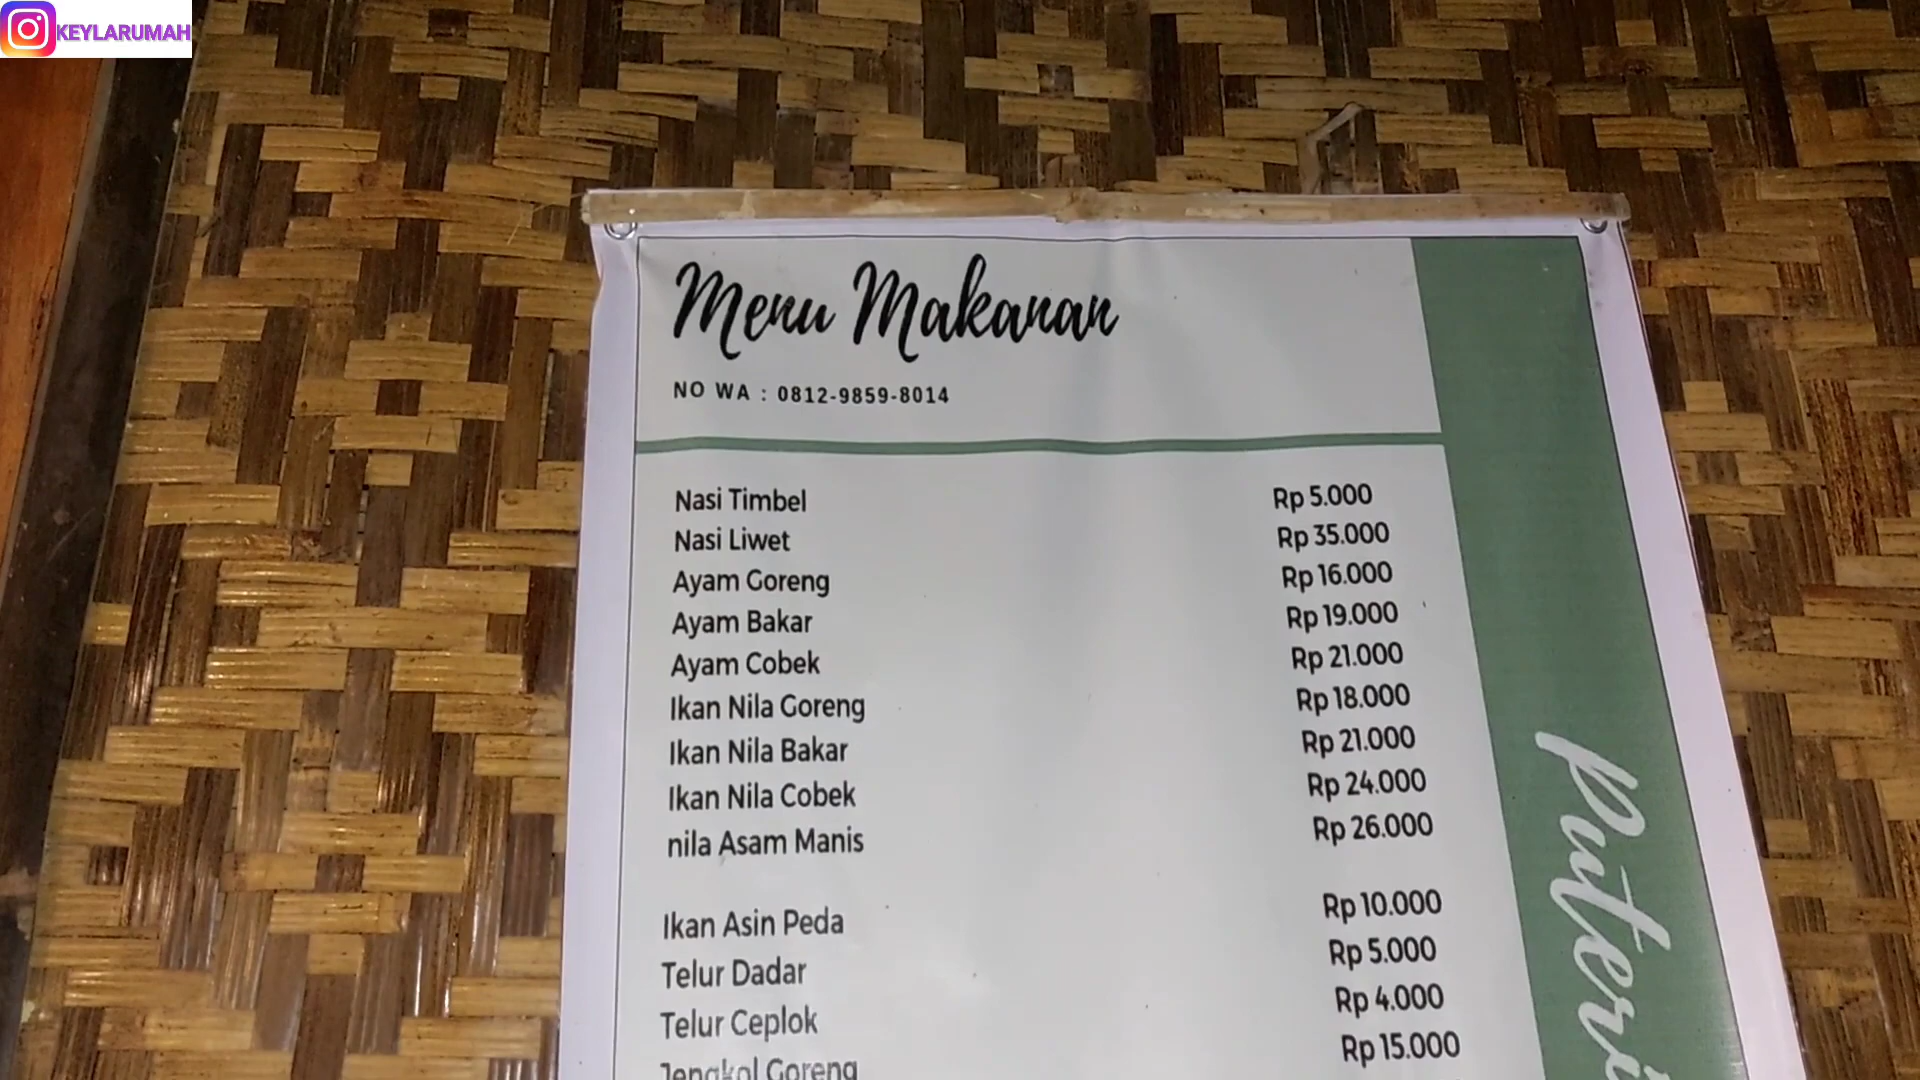 KEYLARUMAH
Menu Makanan
NO WA : 0812-9859-8014
Nasi Timbel Rp 5.000
Nasi Liwet Rp 35.000
Ayam Goreng Rp 16.000
Ayam Bakar Rp 19.000
Ayam Cobek Rp 21.000
Ikan Nila Goreng Rp 18.000
Ikan Nila Bakar Rp 21.000
Ikan Nila Cobek Rp 24.000
nila Asam Manis Rp 26.000
Ikan Asin Peda Rp 10.000
Telur Dadar Rp 5.000
Telur Ceplok Rp 4.000
Jengkol Goreng Rp 15.000
Puteri